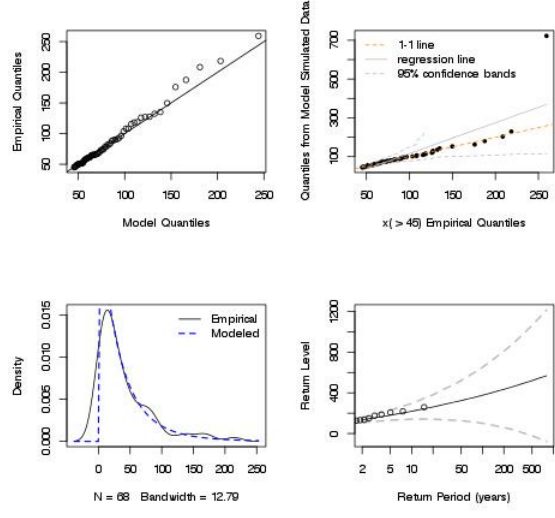 Empirical Quantiles
50 100 150 200 250
50 100 150 200 250
Model Quantiles
Quantiles from Model Simulated Data
100 300 500 700
1-1 line
regression line
95% confidence bands
50 100 150 200 250
x( > 45) Empirical Quantiles
Density
0.000 0.005 0.010 0.015
Empirical
Modeled
0 50 100 150 200 250
N = 68 Bandwidth = 12.79
Return Level
0 400 800 1200
2 5 10 50 200 500
Return Period (years)